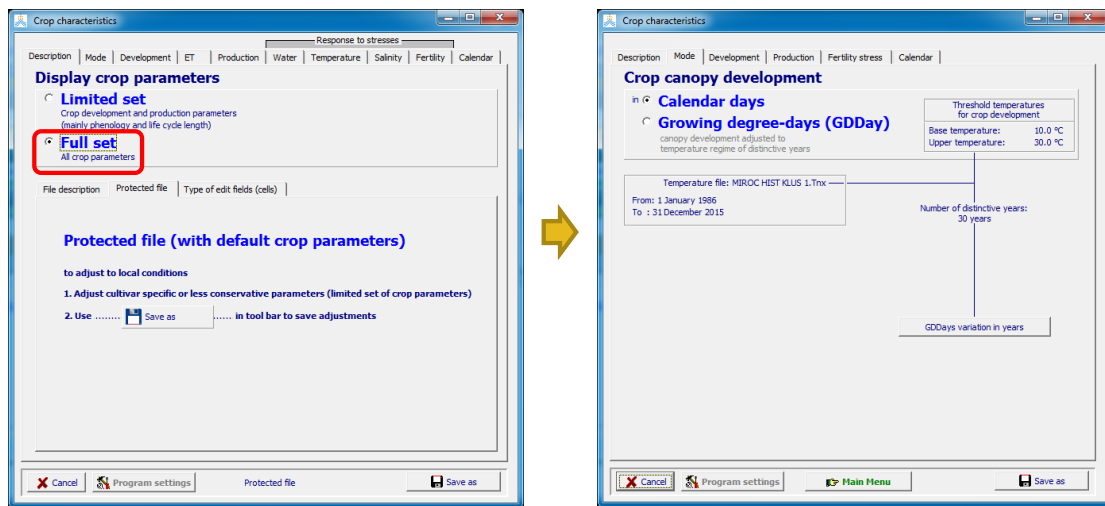 Crop characteristics
Response to stresses
Description Mode Development ET Production Water Temperature Salinity Fertility Calendar
Display crop parameters
Limited set
Crop development and production parameters
(mainly phenology and life cycle length)
Full set
All crop parameters
File description Protected file Type of edit fields (cells)
Protected file (with default crop parameters)
to adjust to local conditions
1. Adjust cultivar specific or less conservative parameters (limited set of crop parameters)
2. Use ........ Save as ...... in tool bar to save adjustments
Cancel Program settings Protected file Save as
Crop characteristics
Description Mode Development Production Fertility stress Calendar
Crop canopy development
in Calendar days
Growing degree-days (GDDay)
canopy development adjusted to
temperature regime of distinctive years
Threshold temperatures
for crop development
Base temperature: 10.0 °C
Upper temperature: 30.0 °C
Temperature file: MIROC HIST KLUS 1.Tnx
From: 1 January 1986
To : 31 December 2015
Number of distinctive years:
30 years
GDDays variation in years
Cancel Program settings Main Menu Save as